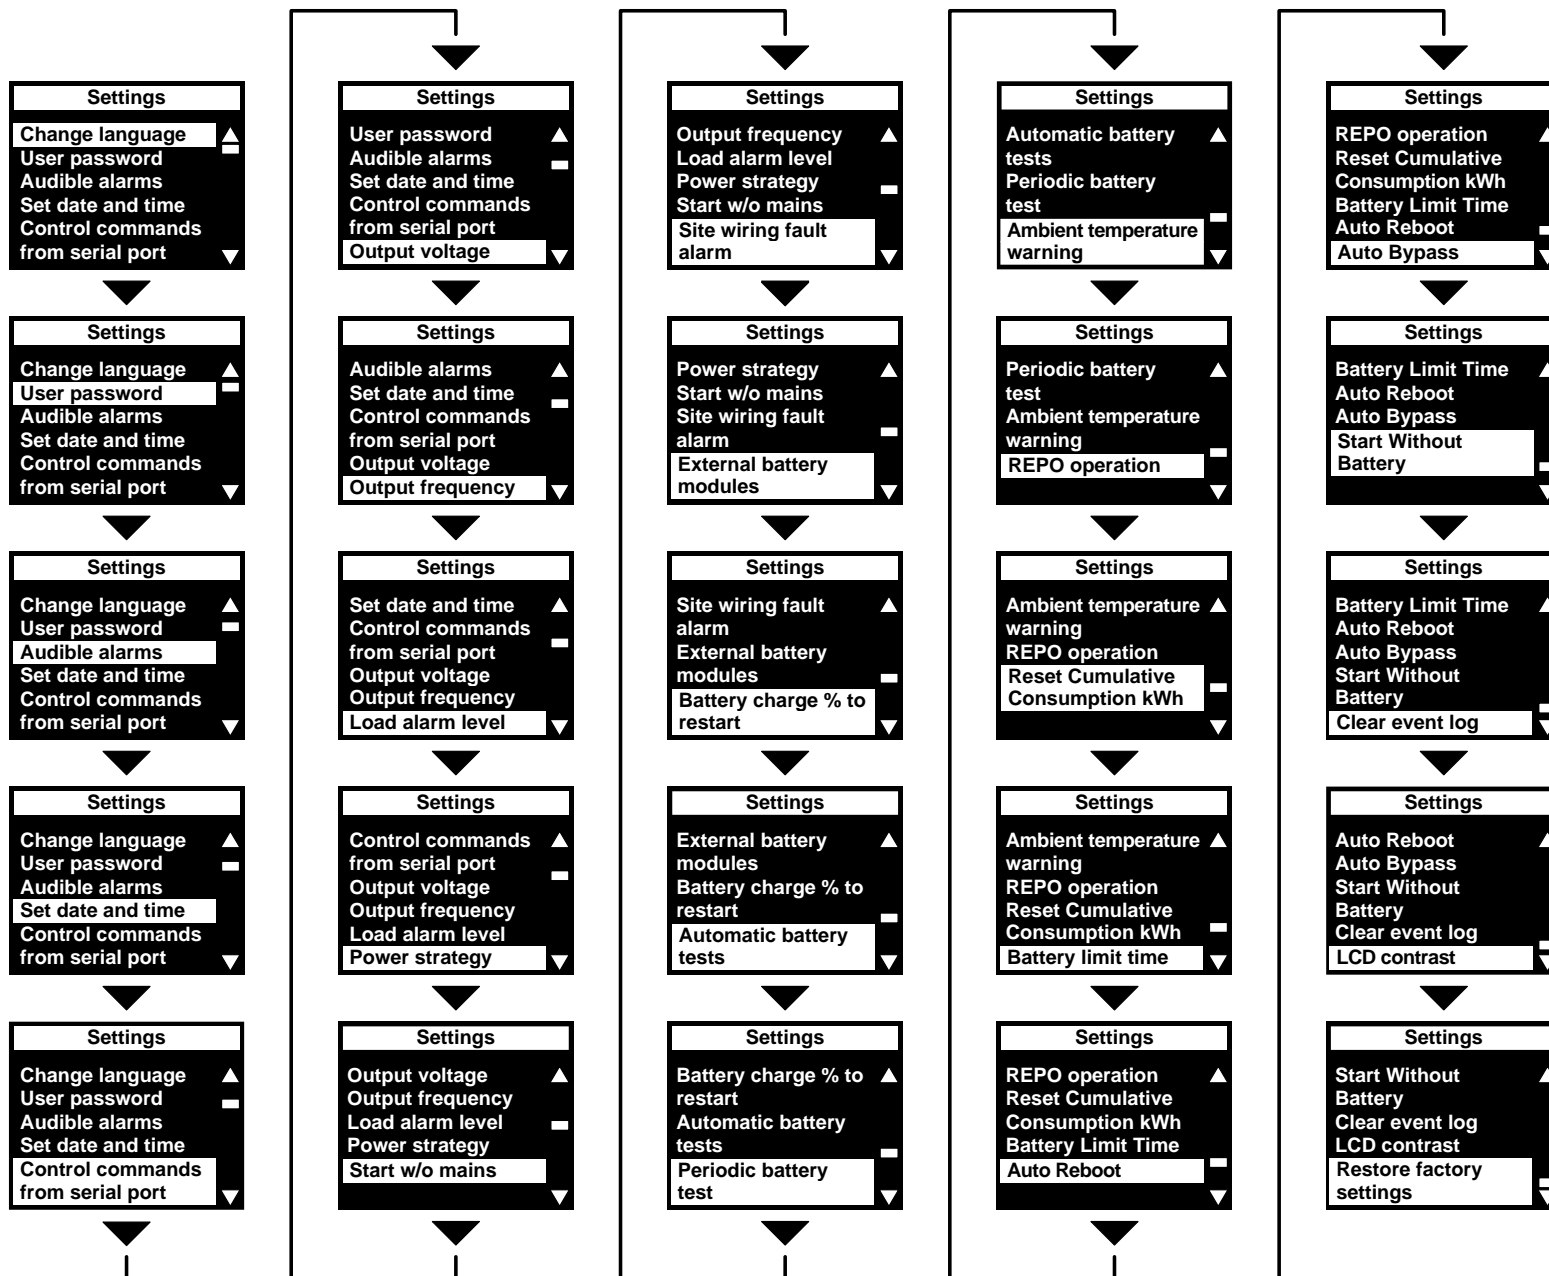 Settings
Change language
User password
Audible alarms
Set date and time
Control commands
from serial port
Settings
Change language
User password
Audible alarms
Set date and time
Control commands
from serial port
Settings
Change language
User password
Audible alarms
Set date and time
Control commands
from serial port
Settings
Change language
User password
Audible alarms
Set date and time
Control commands
from serial port
Settings
Change language
User password
Audible alarms
Set date and time
Control commands
from serial port
Settings
User password
Audible alarms
Set date and time
Control commands
from serial port
Output voltage
Settings
Audible alarms
Set date and time
Control commands
from serial port
Output voltage
Output frequency
Settings
Set date and time
Control commands
from serial port
Output voltage
Output frequency
Load alarm level
Settings
Control commands
from serial port
Output voltage
Output frequency
Load alarm level
Power strategy
Settings
Output voltage
Output frequency
Load alarm level
Power strategy
Start w/o mains
Settings
Output frequency
Load alarm level
Power strategy
Start w/o mains
Site wiring fault
alarm
Settings
Power strategy
Start w/o mains
Site wiring fault
alarm
External battery
modules
Settings
Site wiring fault
alarm
External battery
modules
Battery charge % to
restart
Settings
External battery
modules
Battery charge % to
restart
Automatic battery
tests
Settings
Battery charge % to
restart
Automatic battery
tests
Periodic battery
test
Settings
Automatic battery
tests
Periodic battery
test
Ambient temperature
warning
Settings
Periodic battery
test
Ambient temperature
warning
REPO operation
Settings
Ambient temperature
warning
REPO operation
Reset Cumulative
Consumption kWh
Settings
Ambient temperature
warning
REPO operation
Reset Cumulative
Consumption kWh
Battery limit time
Settings
REPO operation
Reset Cumulative
Consumption kWh
Battery Limit Time
Auto Reboot
Settings
REPO operation
Reset Cumulative
Consumption kWh
Battery Limit Time
Auto Reboot
Auto Bypass
Settings
Battery Limit Time
Auto Reboot
Auto Bypass
Start Without
Battery
Settings
Battery Limit Time
Auto Reboot
Auto Bypass
Start Without
Battery
Clear event log
Settings
Auto Reboot
Auto Bypass
Start Without
Battery
Clear event log
LCD contrast
Settings
Start Without
Battery
Clear event log
LCD contrast
Restore factory
settings